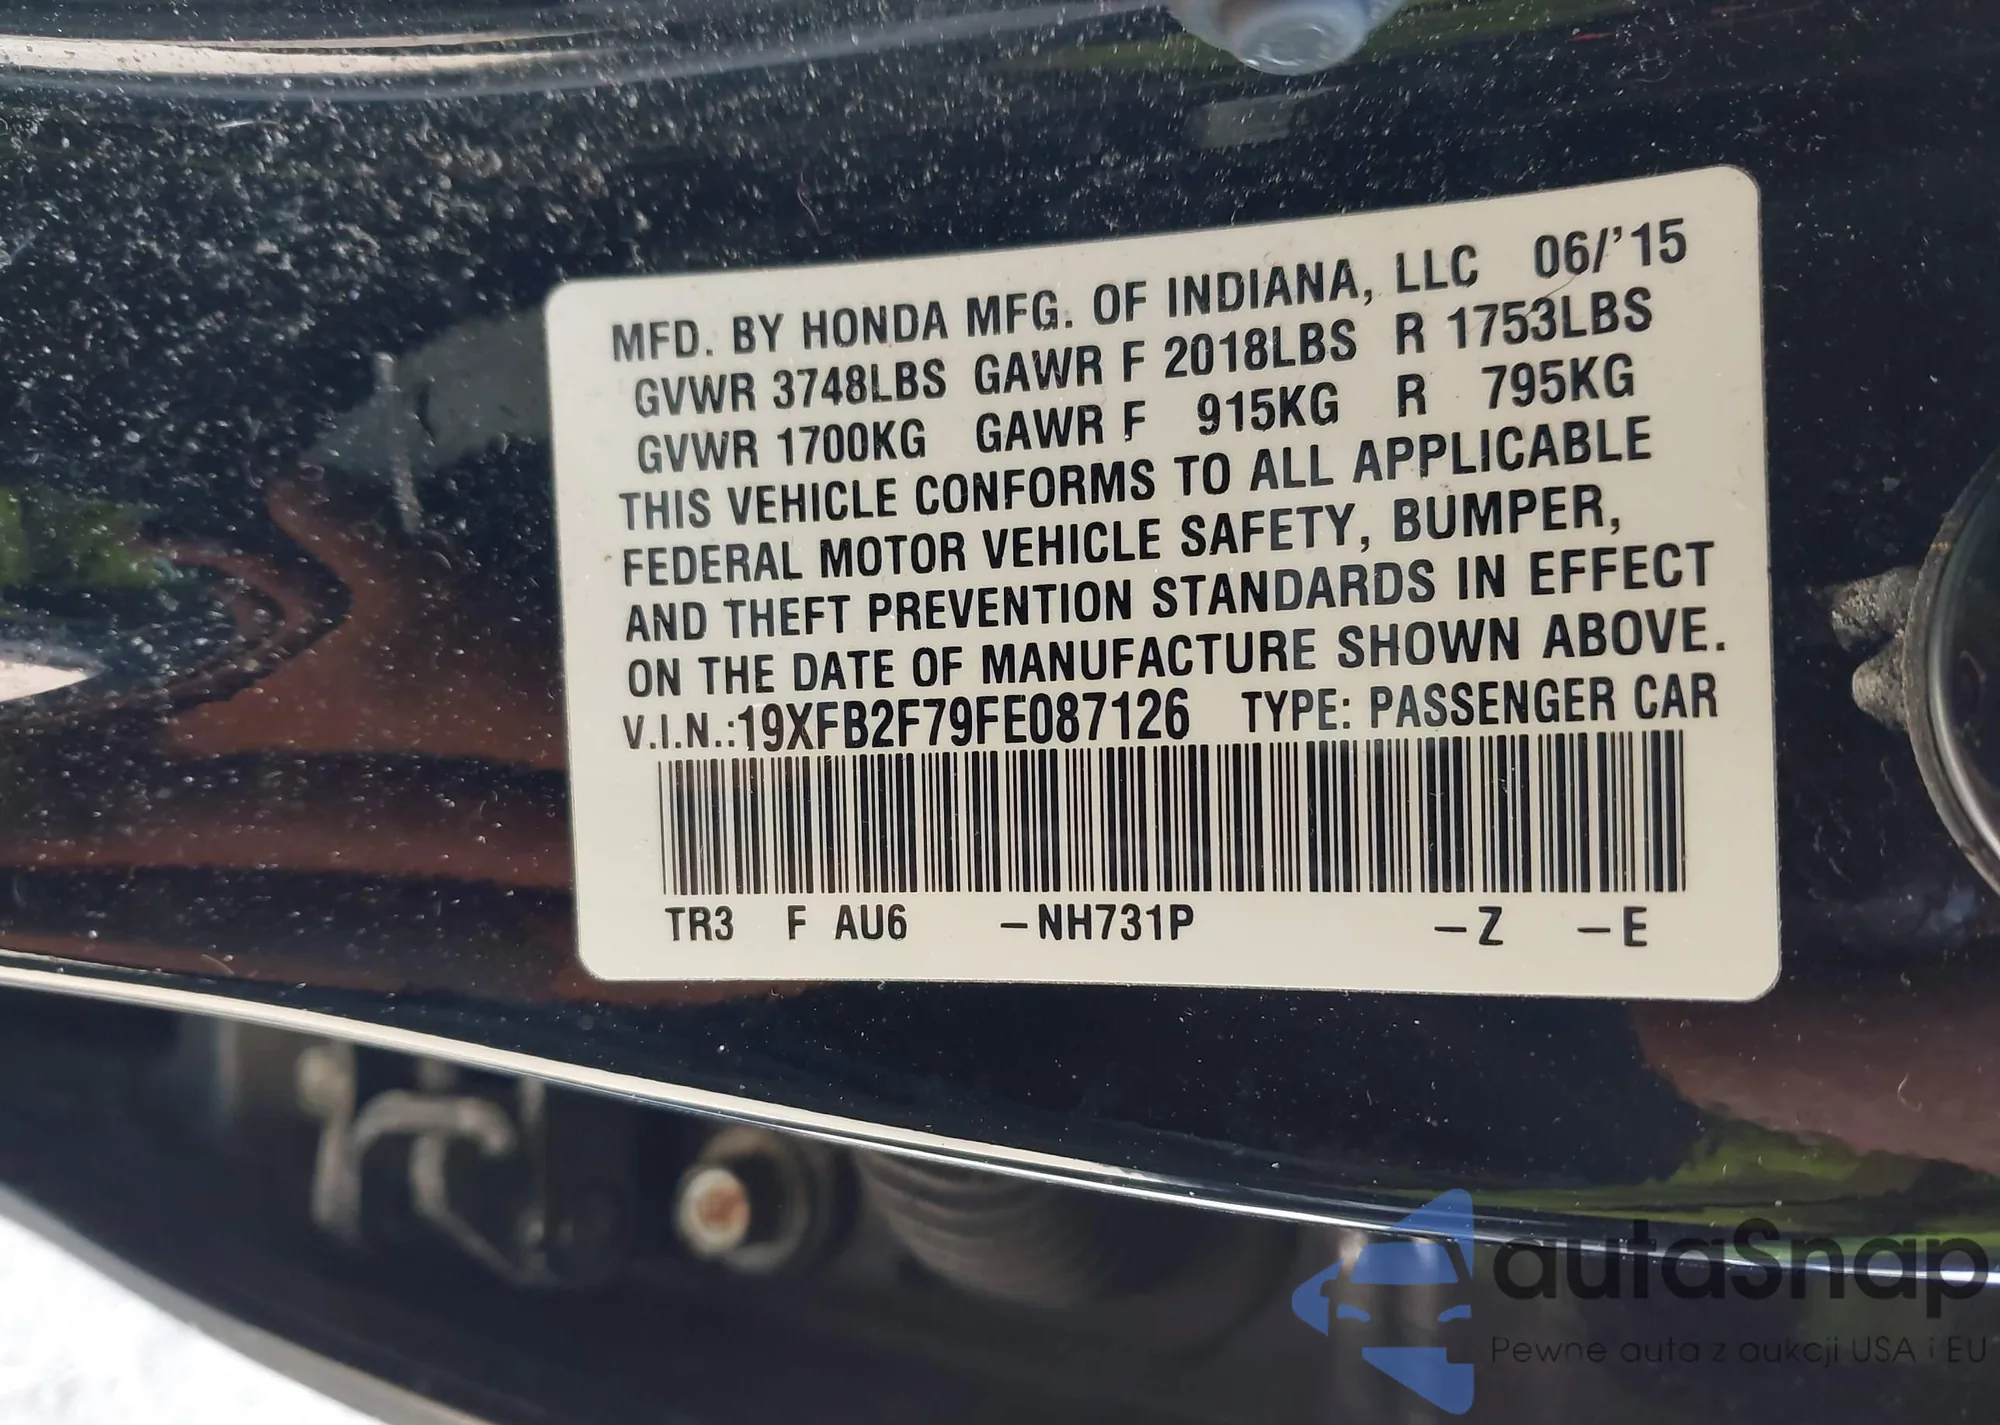 MFD. BY HONDA MFG. OF INDIANA, LLC 06/'15
GVWR 3748LBS GAWR F 2018LBS R 1753LBS
GVWR 1700KG GAWR F 915KG R 795KG
THIS VEHICLE CONFORMS TO ALL APPLICABLE
FEDERAL MOTOR VEHICLE SAFETY, BUMPER,
AND THEFT PREVENTION STANDARDS IN EFFECT
ON THE DATE OF MANUFACTURE SHOWN ABOVE.
V.I.N.:19XFB2F79FE087126 TYPE: PASSENGER CAR
TR3 F AU6 –NH731P –Z –E
autaSnap
Pewne auta z aukcji USA i EU